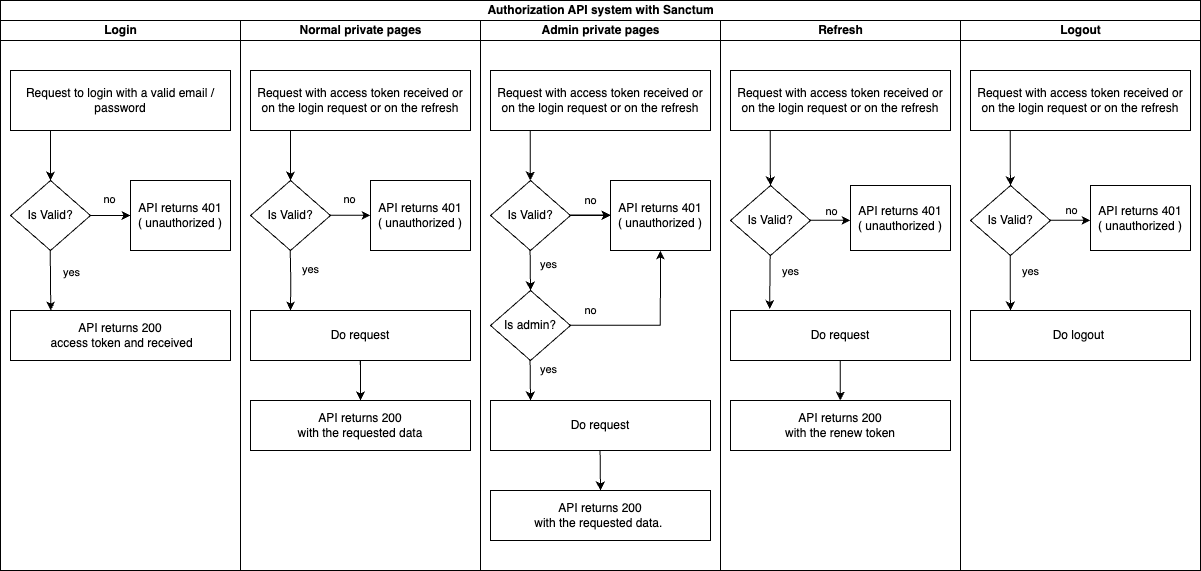 Authorization API system with Sanctum
Login
Request to login with a valid email /
password
Is Valid?
no
API returns 401
( unauthorized )
yes
API returns 200
access token and received
Normal private pages
Request with access token received or
on the login request or on the refresh
Is Valid?
no
API returns 401
( unauthorized )
yes
Do request
API returns 200
with the requested data
Admin private pages
Request with access token received or
on the login request or on the refresh
Is Valid?
no
API returns 401
( unauthorized )
yes
Is admin?
no
yes
Do request
API returns 200
with the requested data.
Refresh
Request with access token received or
on the login request or on the refresh
Is Valid?
no
API returns 401
( unauthorized )
yes
Do request
API returns 200
with the renew token
Logout
Request with access token received or
on the login request or on the refresh
Is Valid?
no
API returns 401
( unauthorized )
yes
Do logout